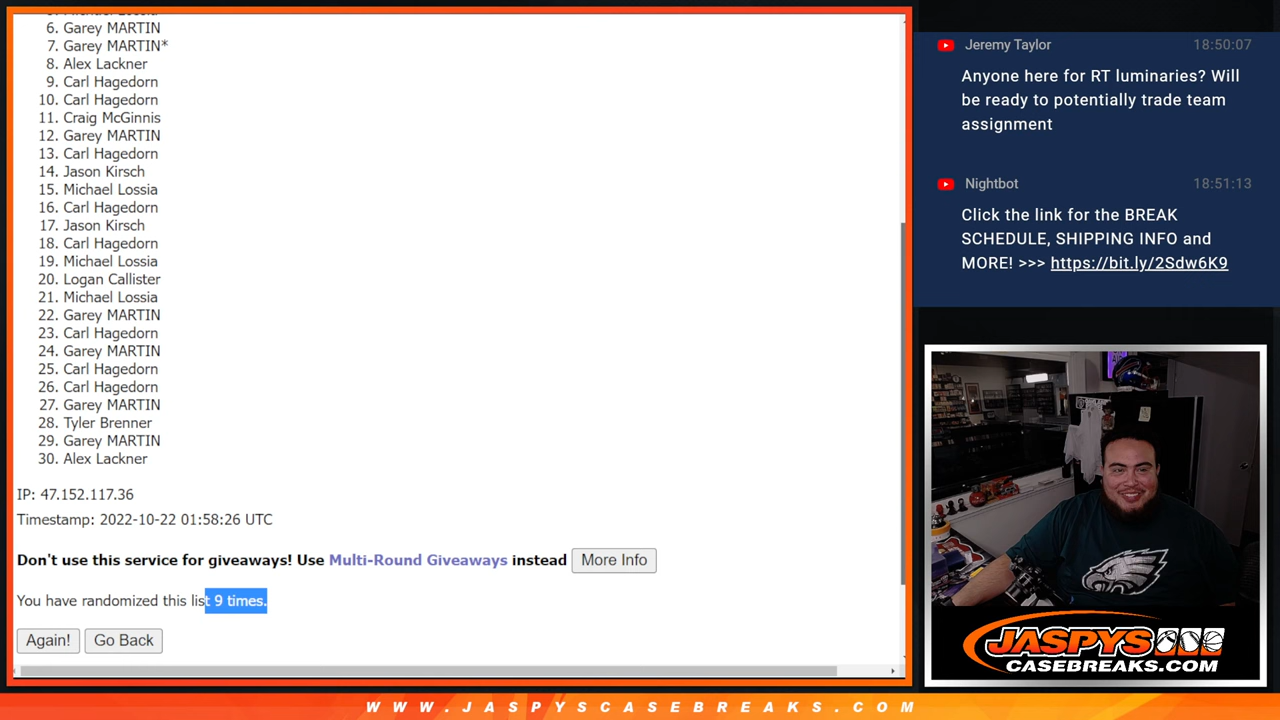 6. Garey MARTIN
7. Garey MARTIN*
8. Alex Lackner
9. Carl Hagedorn
10. Carl Hagedorn
11. Craig McGinnis
12. Garey MARTIN
13. Carl Hagedorn
14. Jason Kirsch
15. Michael Lossia
16. Carl Hagedorn
17. Jason Kirsch
18. Carl Hagedorn
19. Michael Lossia
20. Logan Callister
21. Michael Lossia
22. Garey MARTIN
23. Carl Hagedorn
24. Garey MARTIN
25. Carl Hagedorn
26. Carl Hagedorn
27. Garey MARTIN
28. Tyler Brenner
29. Garey MARTIN
30. Alex Lackner
IP: 47.152.117.36
Timestamp: 2022-10-22 01:58:26 UTC
Don't use this service for giveaways! Use Multi-Round Giveaways instead More Info
You have randomized this list 9 times.
Again! Go Back
Jeremy Taylor 18:50:07
Anyone here for RT luminaries? Will
be ready to potentially trade team
assignment
Nightbot 18:51:13
Click the link for the BREAK
SCHEDULE, SHIPPING INFO and
MORE! >>> https://bit.ly/2Sdw6K9
JASPYS
CASEBREAKS.COM
WWW.JASPYSCASEBREAKS.COM